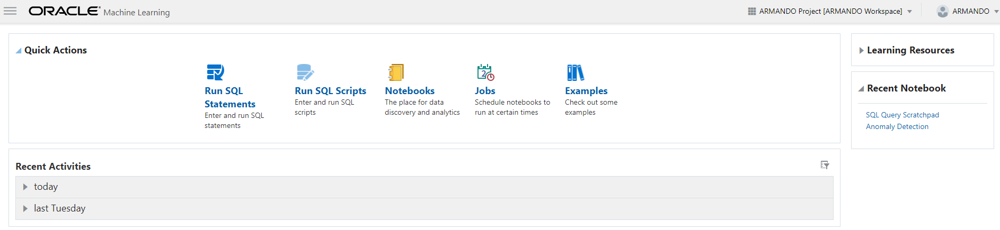 ORACLE® Machine Learning
ARMANDO Project [ARMANDO Workspace]
ARMANDO
Quick Actions
Run SQL
Statements
Enter and run SQL
statements
Run SQL Scripts
Enter and run SQL
scripts
Notebooks
The place for data
discovery and analytics
2
Jobs
Schedule notebooks to
run at certain times
Examples
Check out some
examples
Learning Resources
Recent Notebook
SQL Query Scratchpad
Anomaly Detection
Recent Activities
today
last Tuesday